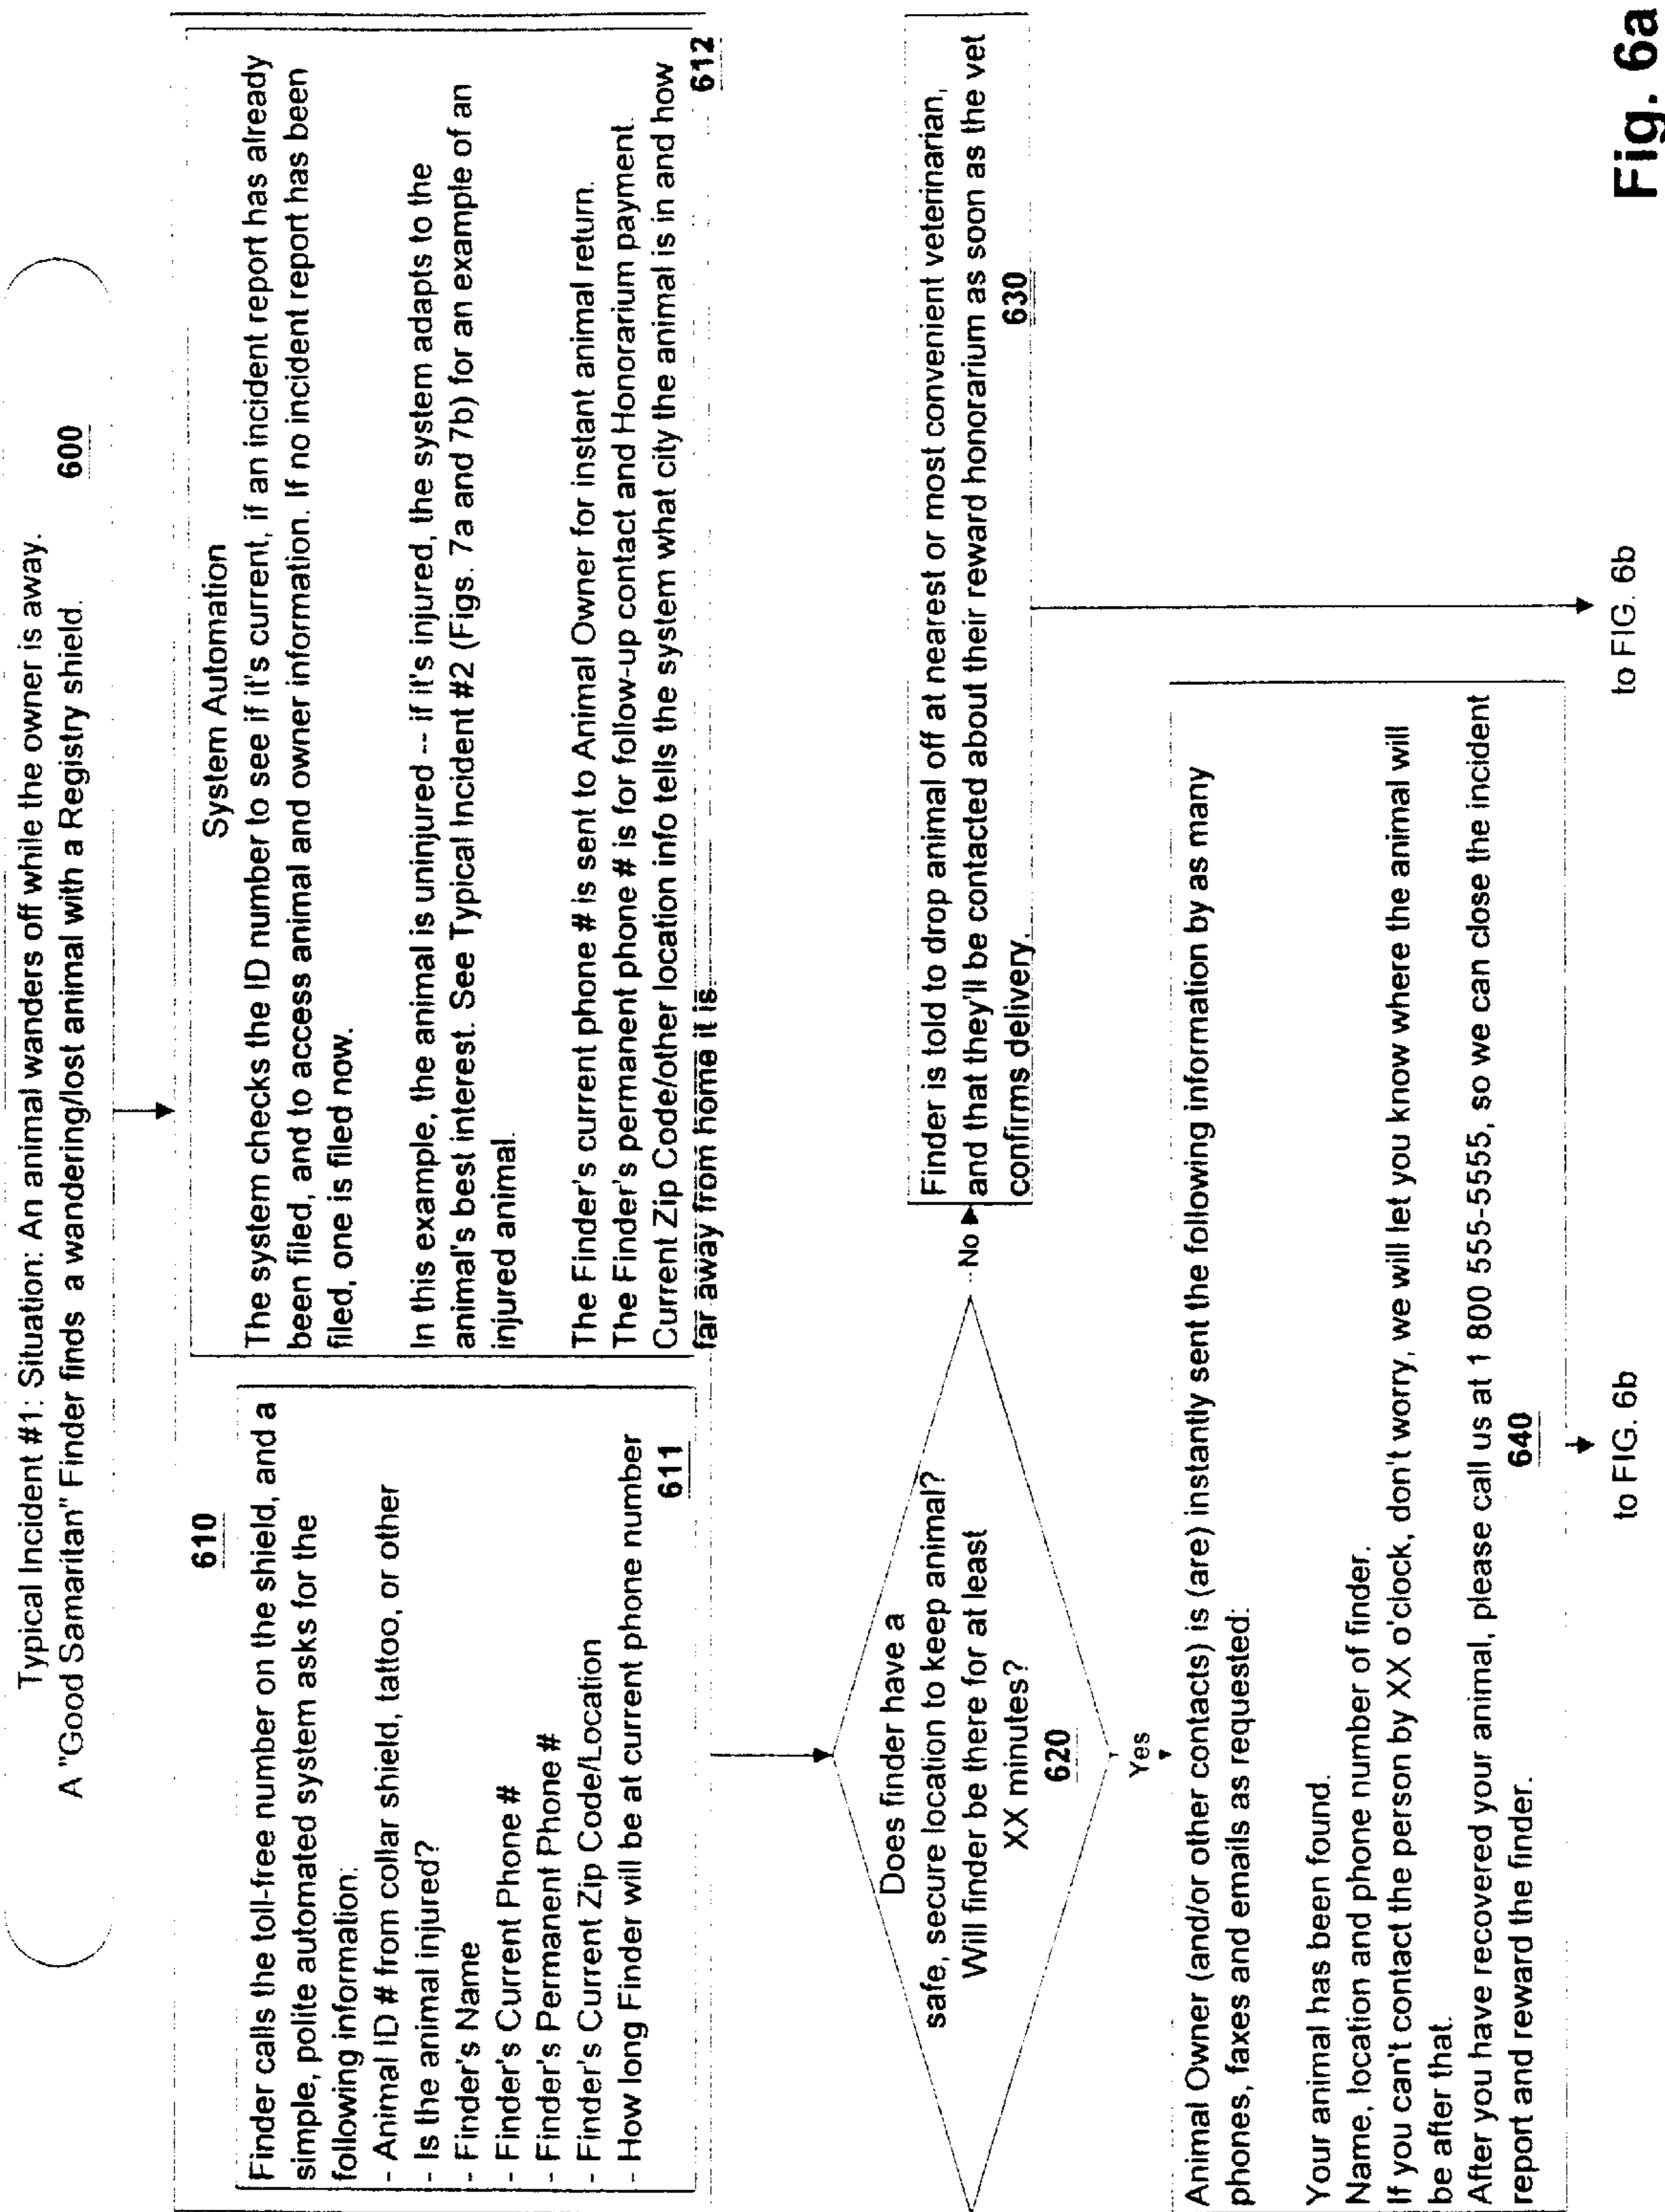 Typical Incident #1: Situation: An animal wanders off while the owner is away.
A "Good Samaritan" Finder finds a wandering/lost animal with a Registry shield.
600
610
Finder calls the toll-free number on the shield, and a
simple, polite automated system asks for the
following information:
- Animal ID # from collar shield, tattoo, or other
- Is the animal injured?
- Finder's Name
- Finder's Current Phone #
- Finder's Permanent Phone #
- Finder's Current Zip Code/Location
- How long Finder will be at current phone number
611
System Automation
The system checks the ID number to see if it's current, if an incident report has already
been filed, and to access animal and owner information. If no incident report has been
filed, one is filed now.
In this example, the animal is uninjured -- if it's injured, the system adapts to the
animal's best interest. See Typical Incident #2 (Figs. 7a and 7b) for an example of an
injured animal.
The Finder's current phone # is sent to Animal Owner for instant animal return.
The Finder's permanent phone # is for follow-up contact and Honorarium payment.
Current Zip Code/other location info tells the system what city the animal is in and how
far away from home it is.
612
Does finder have a
safe, secure location to keep animal?
Will finder be there for at least
XX minutes?
620
No
Finder is told to drop animal off at nearest or most convenient veterinarian,
and that they'll be contacted about their reward honorarium as soon as the vet
confirms delivery.
630
Yes
Animal Owner (and/or other contacts) is (are) instantly sent the following information by as many
phones, faxes and emails as requested:
Your animal has been found.
Name, location and phone number of finder.
If you can't contact the person by XX o'clock, don't worry, we will let you know where the animal will
be after that.
After you have recovered your animal, please call us at 1 800 555-5555, so we can close the incident
report and reward the finder.
640
to FIG. 6b
to FIG. 6b
Fig. 6a